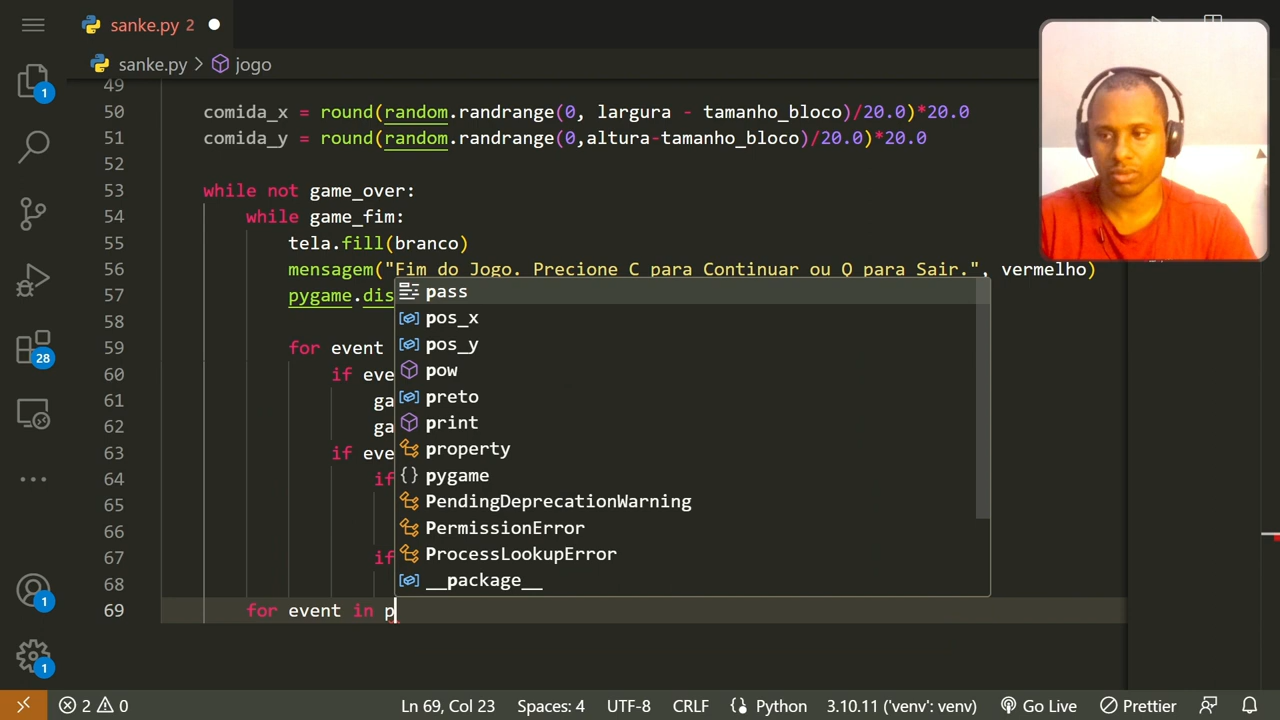 sanke.py 2
sanke.py > jogo
49
50 comida_x = round(random.randrange(0, largura - tamanho_bloco)/20.0)*20.0
51 comida_y = round(random.randrange(0,altura-tamanho_bloco)/20.0)*20.0
52
53 while not game_over:
54 while game_fim:
55 tela.fill(branco)
56 mensagem("Fim do Jogo. Precione C para Continuar ou Q para Sair.", vermelho)
57 pygame.dis
58
59 for event
60 if eve
61 ga
62 ga
63 if eve
64 if
65
66
67 if
68
69 for event in p
pass
pos_x
pos_y
pow
preto
print
property
pygame
PendingDeprecationWarning
PermissionError
ProcessLookupError
__package__
1
28
1
1
2 0 Ln 69, Col 23 Spaces: 4 UTF-8 CRLF Python 3.10.11 ('venv': venv) Go Live Prettier